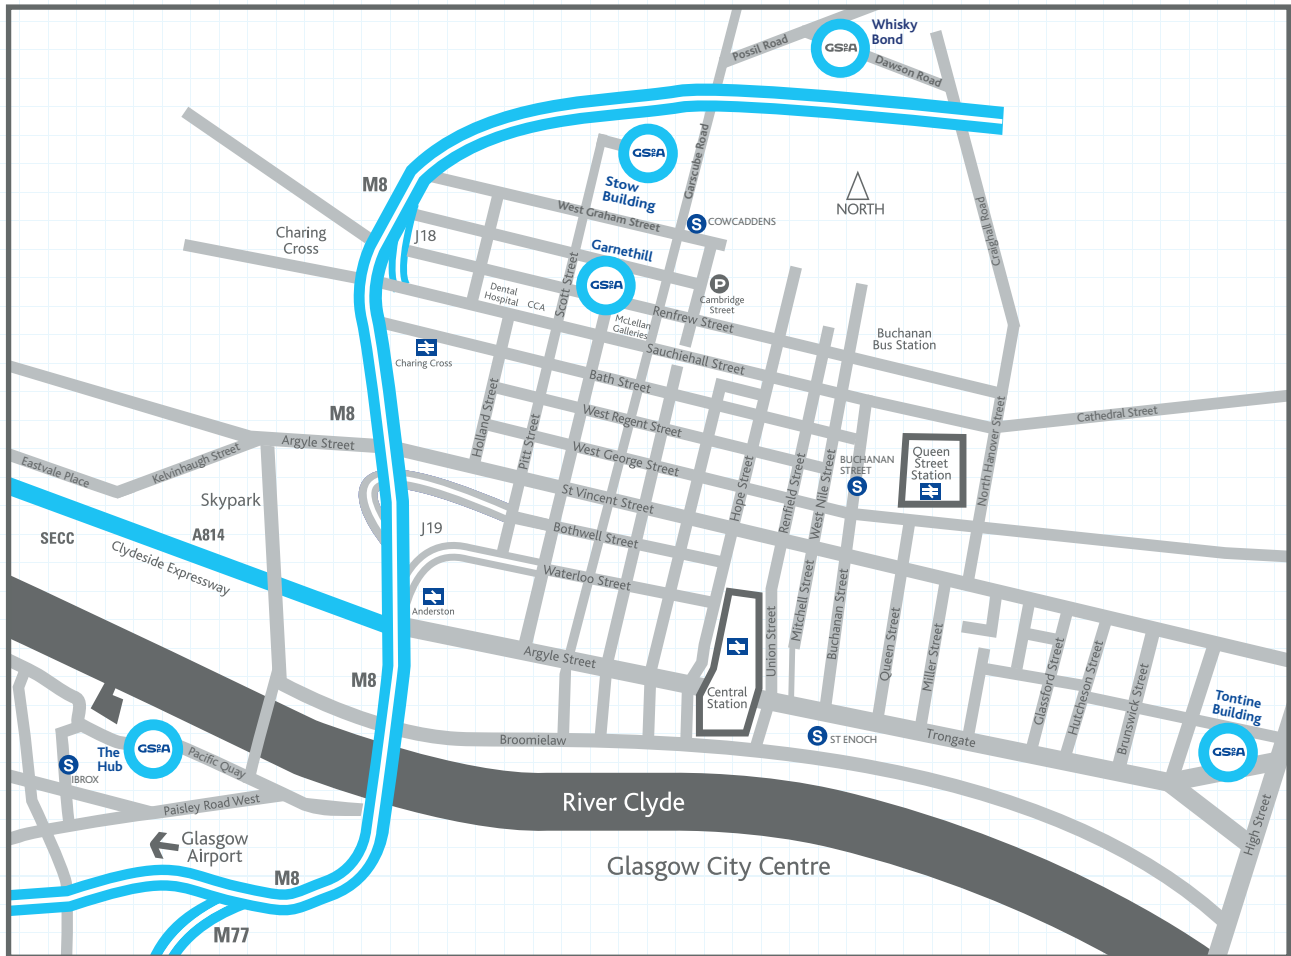 Whisky
Bond
GSofA
Possil Road
Dawson Road
GSofA
Stow
Building
Garscube Road
M8
West Graham Street
COWCADDENS
NORTH
Craighall Road
Charing
Cross
J18
Garnethill
GSofA
Scott Street
Dental
Hospital
CCA
McLellan
Galleries
P
Cambridge
Street
Renfrew Street
Buchanan
Bus Station
Charing Cross
Sauchiehall Street
Bath Street
M8
Holland Street
Pitt Street
West Regent Street
Cathedral Street
North Hanover Street
Argyle Street
Kelvinhaugh Street
Eastvale Place
West George Street
Hope Street
Renfield Street
West Nile Street
BUCHANAN
STREET
S
Queen
Street
Station
Skypark
St Vincent Street
SECC
A814
Clydeside Expressway
J19
Bothwell Street
Waterloo Street
Anderston
Mitchell Street
Buchanan Street
Union Street
Queen Street
Miller Street
Glassford Street
Hutcheson Street
Brunswick Street
Argyle Street
M8
Central
Station
Tontine
Building
GSofA
The
Hub
GSofA
S
IBROX
Pacific Quay
Broomielaw
S
ST ENOCH
Trongate
Paisley Road West
River Clyde
High Street
Glasgow
Airport
Glasgow City Centre
M8
M77
S